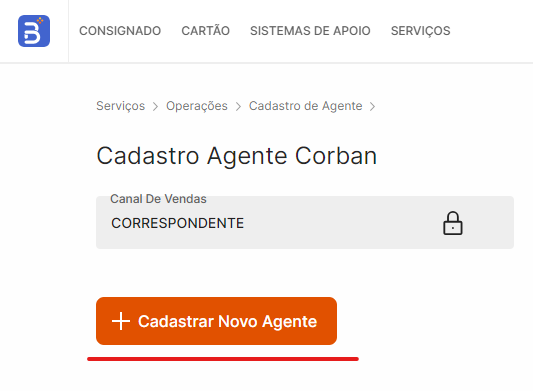 CONSIGNADO CARTÃO SISTEMAS DE APOIO SERVIÇOS
Serviços > Operações > Cadastro de Agente >
Cadastro Agente Corban
Canal De Vendas
CORRESPONDENTE
+ Cadastrar Novo Agente